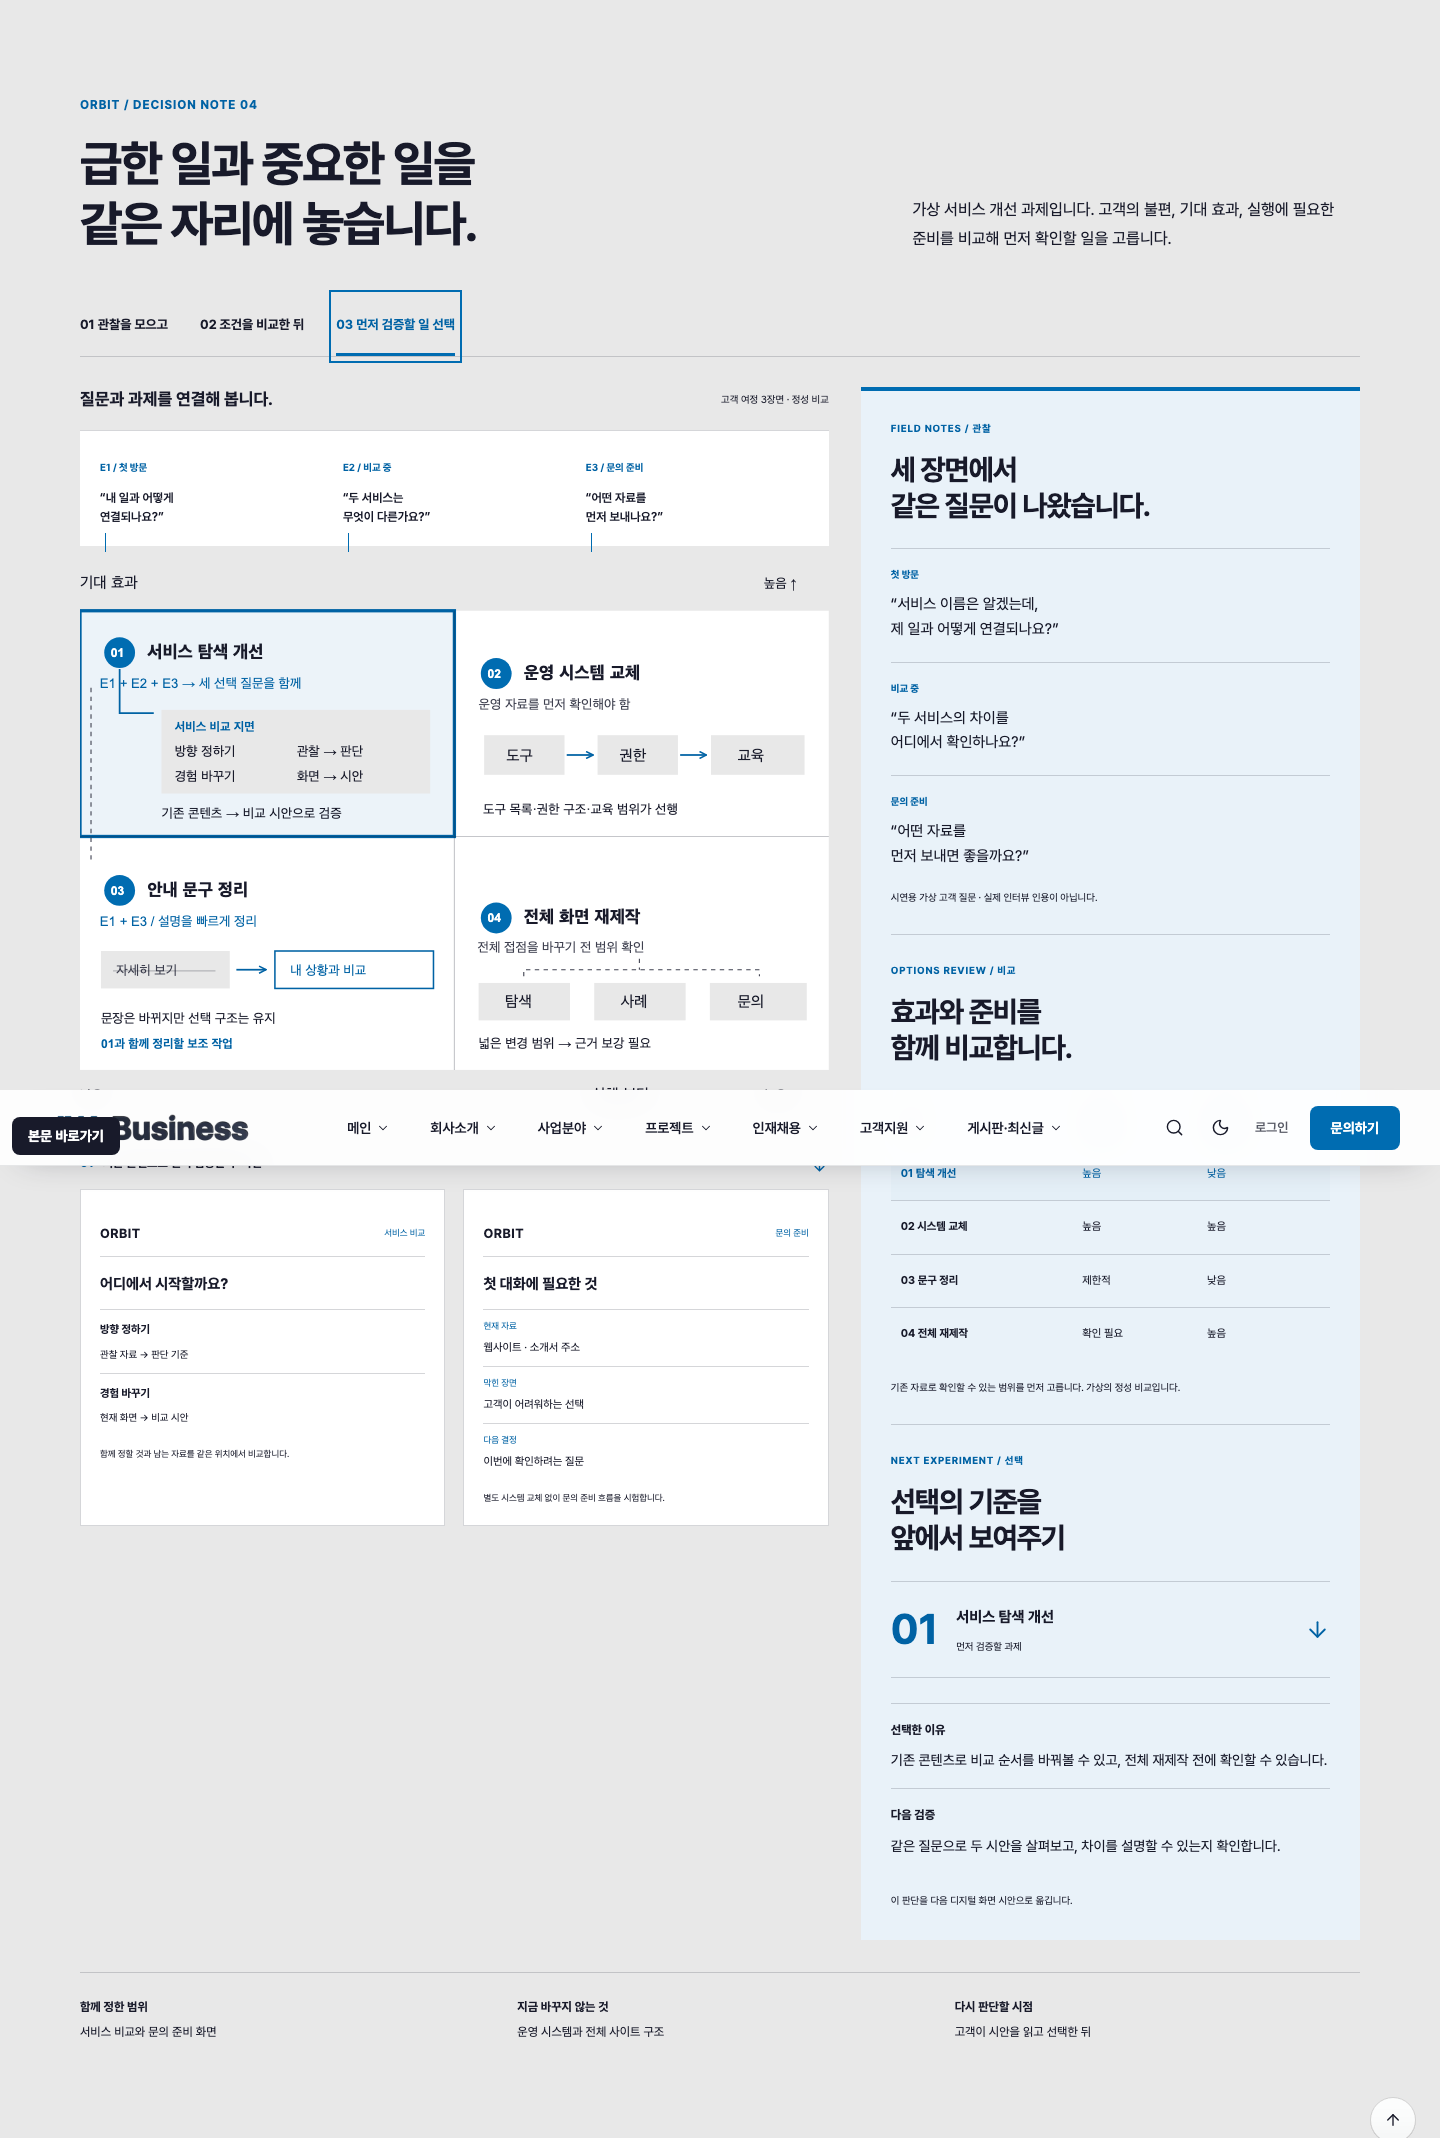 ORBIT / DECISION NOTE 04
급한 일과 중요한 일을
같은 자리에 놓습니다.
가상 서비스 개선 과제입니다. 고객의 불편, 기대 효과, 실행에 필요한
준비를 비교해 먼저 확인할 일을 고릅니다.
01 관찰을 모으고
02 조건을 비교한 뒤
03 먼저 검증할 일 선택
질문과 과제를 연결해 봅니다.
고객 여정 3장면 · 정성 비교
E1 / 첫 방문
“내 일과 어떻게
연결되나요?”
E2 / 비교 중
“두 서비스는
무엇이 다른가요?”
E3 / 문의 준비
“어떤 자료를
먼저 보내나요?”
기대 효과
높음 ↑
01
서비스 탐색 개선
E1 + E2 + E3 → 세 선택 질문을 함께
서비스 비교 지면
방향 정하기
관찰 → 판단
경험 바꾸기
화면 → 시안
기존 콘텐츠 → 비교 시안으로 검증
02
운영 시스템 교체
운영 자료를 먼저 확인해야 함
도구
권한
교육
도구 목록·권한 구조·교육 범위가 선행
03
안내 문구 정리
E1 + E3 / 설명을 빠르게 정리
자세히 보기
내 상황과 비교
문장은 바뀌지만 선택 구조는 유지
01과 함께 정리할 보조 작업
04
전체 화면 재제작
전체 접점을 바꾸기 전 범위 확인
탐색
사례
문의
넓은 변경 범위 → 근거 보강 필요
본문 바로가기
Business
메인
회사소개
사업분야
프로젝트
인재채용
고객지원
게시판·최신글
로그인
문의하기
ORBIT
서비스 비교
어디에서 시작할까요?
방향 정하기
관찰 자료 → 판단 기준
경험 바꾸기
현재 화면 → 비교 시안
함께 정할 것과 남는 자료를 같은 위치에서 비교합니다.
ORBIT
문의 준비
첫 대화에 필요한 것
현재 자료
웹사이트 · 소개서 주소
막힌 장면
고객이 어려워하는 선택
다음 결정
이번에 확인하려는 질문
별도 시스템 교체 없이 문의 준비 흐름을 시험합니다.
FIELD NOTES / 관찰
세 장면에서
같은 질문이 나왔습니다.
첫 방문
“서비스 이름은 알겠는데,
제 일과 어떻게 연결되나요?”
비교 중
“두 서비스의 차이를
어디에서 확인하나요?”
문의 준비
“어떤 자료를
먼저 보내면 좋을까요?”
시연용 가상 고객 질문 · 실제 인터뷰 인용이 아닙니다.
OPTIONS REVIEW / 비교
효과와 준비를
함께 비교합니다.
01 탐색 개선
높음
낮음
02 시스템 교체
높음
높음
03 문구 정리
제한적
낮음
04 전체 재제작
확인 필요
높음
기존 자료로 확인할 수 있는 범위를 먼저 고릅니다. 가상의 정성 비교입니다.
NEXT EXPERIMENT / 선택
선택의 기준을
앞에서 보여주기
01
서비스 탐색 개선
먼저 검증할 과제
선택한 이유
기존 콘텐츠로 비교 순서를 바꿔볼 수 있고, 전체 재제작 전에 확인할 수 있습니다.
다음 검증
같은 질문으로 두 시안을 살펴보고, 차이를 설명할 수 있는지 확인합니다.
이 판단을 다음 디지털 화면 시안으로 옮깁니다.
함께 정한 범위
서비스 비교와 문의 준비 화면
지금 바꾸지 않는 것
운영 시스템과 전체 사이트 구조
다시 판단할 시점
고객이 시안을 읽고 선택한 뒤